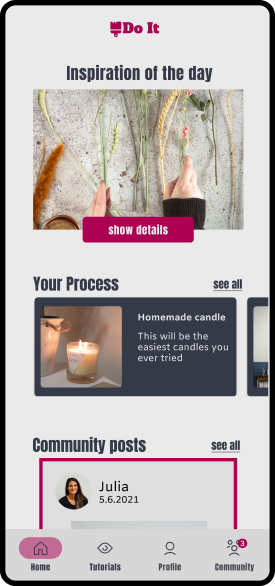 Do It
Inspiration of the day
show details
Your Process
see all
Homemade candle
This will be the
easiest candles you
ever tried
Community posts
see all
Julia
5.6.2021
3
Home
Tutorials
Profile
Community